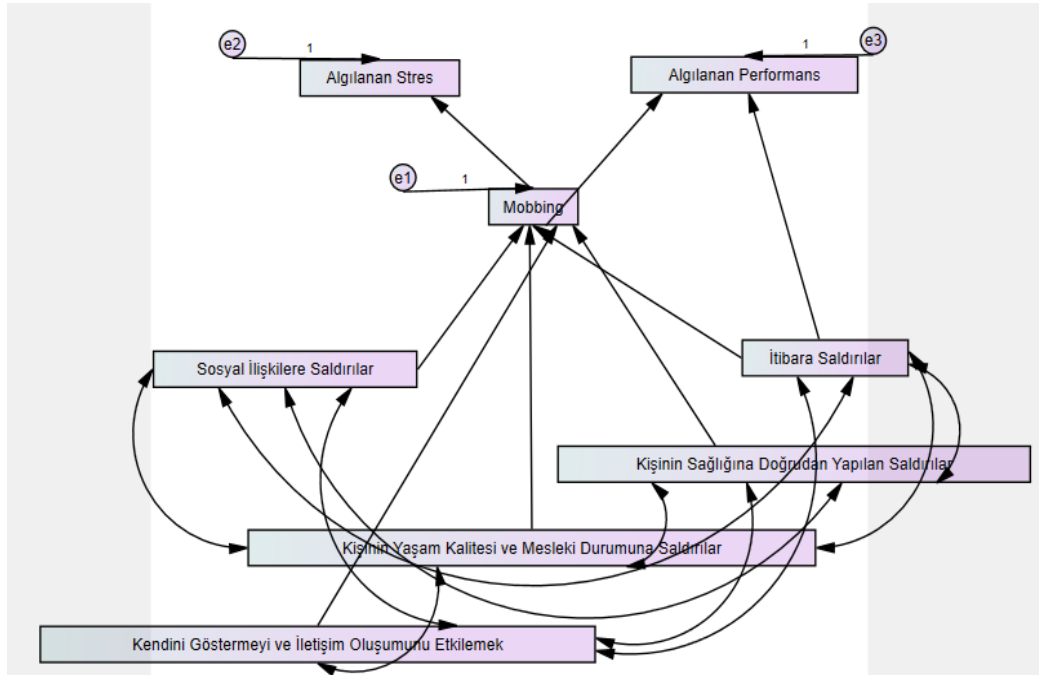 e2
1
Algılanan Stres
1
e3
Algılanan Performans
e1
1
Mobbing
Sosyal İlişkilere Saldırılar
İtibara Saldırılar
Kişinin Sağlığına Doğrudan Yapılan Saldırılar
Kişinin Yaşam Kalitesi ve Mesleki Durumuna Saldırılar
Kendini Göstermeyi ve İletişim Oluşumunu Etkilemek